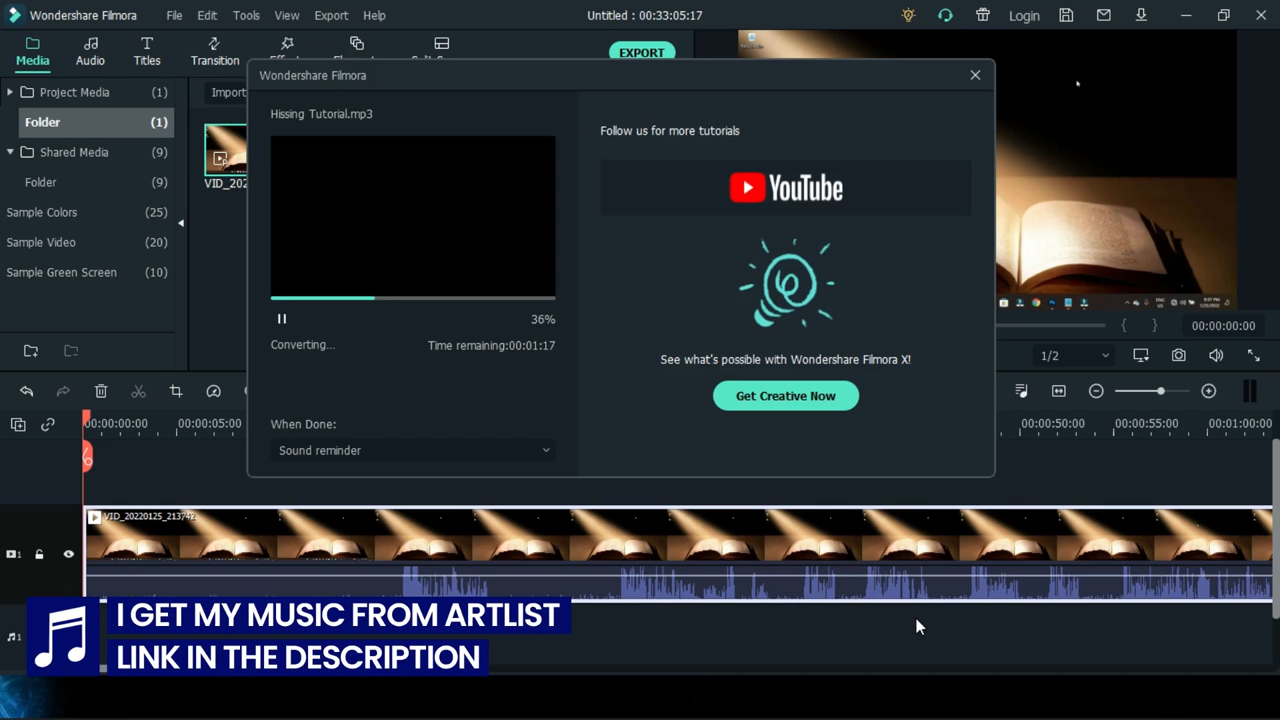 Wondershare Filmora File Edit Tools View Export Help Untitled : 00:33:05:17 Login
Media Audio Titles Transition EXPORT
Wondershare Filmora
Project Media (1)
Import
Folder (1)
Shared Media (9)
Folder (9)
VID_202
Sample Colors (25)
Sample Video (20)
Sample Green Screen (10)
Hissing Tutorial.mp3
36%
Converting... Time remaining:00:01:17
When Done:
Sound reminder
Follow us for more tutorials
YouTube
See what's possible with Wondershare Filmora X!
Get Creative Now
00:00:00:00
1/2
00:00:00:00 00:00:05:00 00:00:50:00 00:00:55:00 00:01:00:00
VID_20220125_213742
1
1
I GET MY MUSIC FROM ARTLIST
LINK IN THE DESCRIPTION